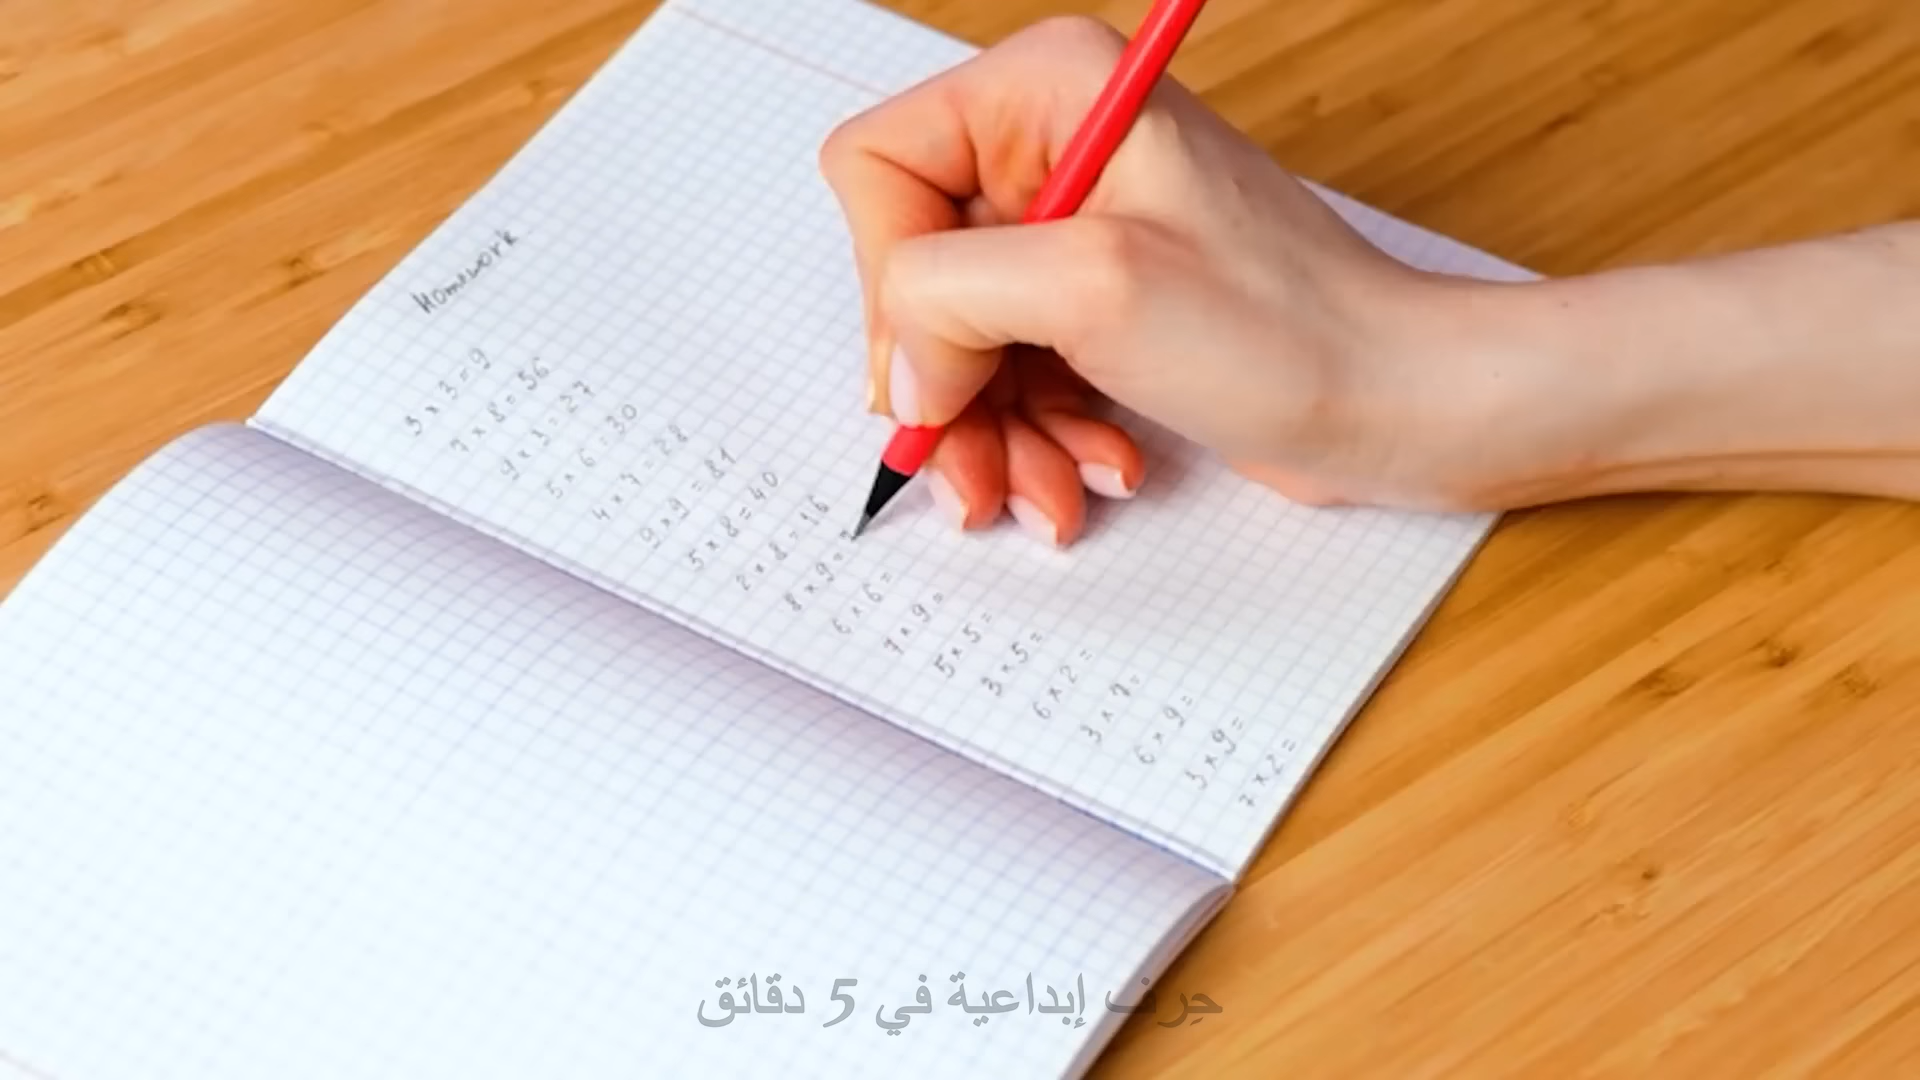 Homework
3 x 3 = 9
7 x 8 = 56
9 x 3 = 27
5 x 6 = 30
4 x 7 = 28
9 x 9 = 81
5 x 8 = 40
2 x 8 = 16
8 x 9 = 7
6 x 6 =
7 x 9 =
5 x 5 =
3 x 5 =
6 x 2 =
3 x 7 =
6 x 9 =
3 x 9 =
7 x 2 =
حِرف إبداعية في 5 دقائق